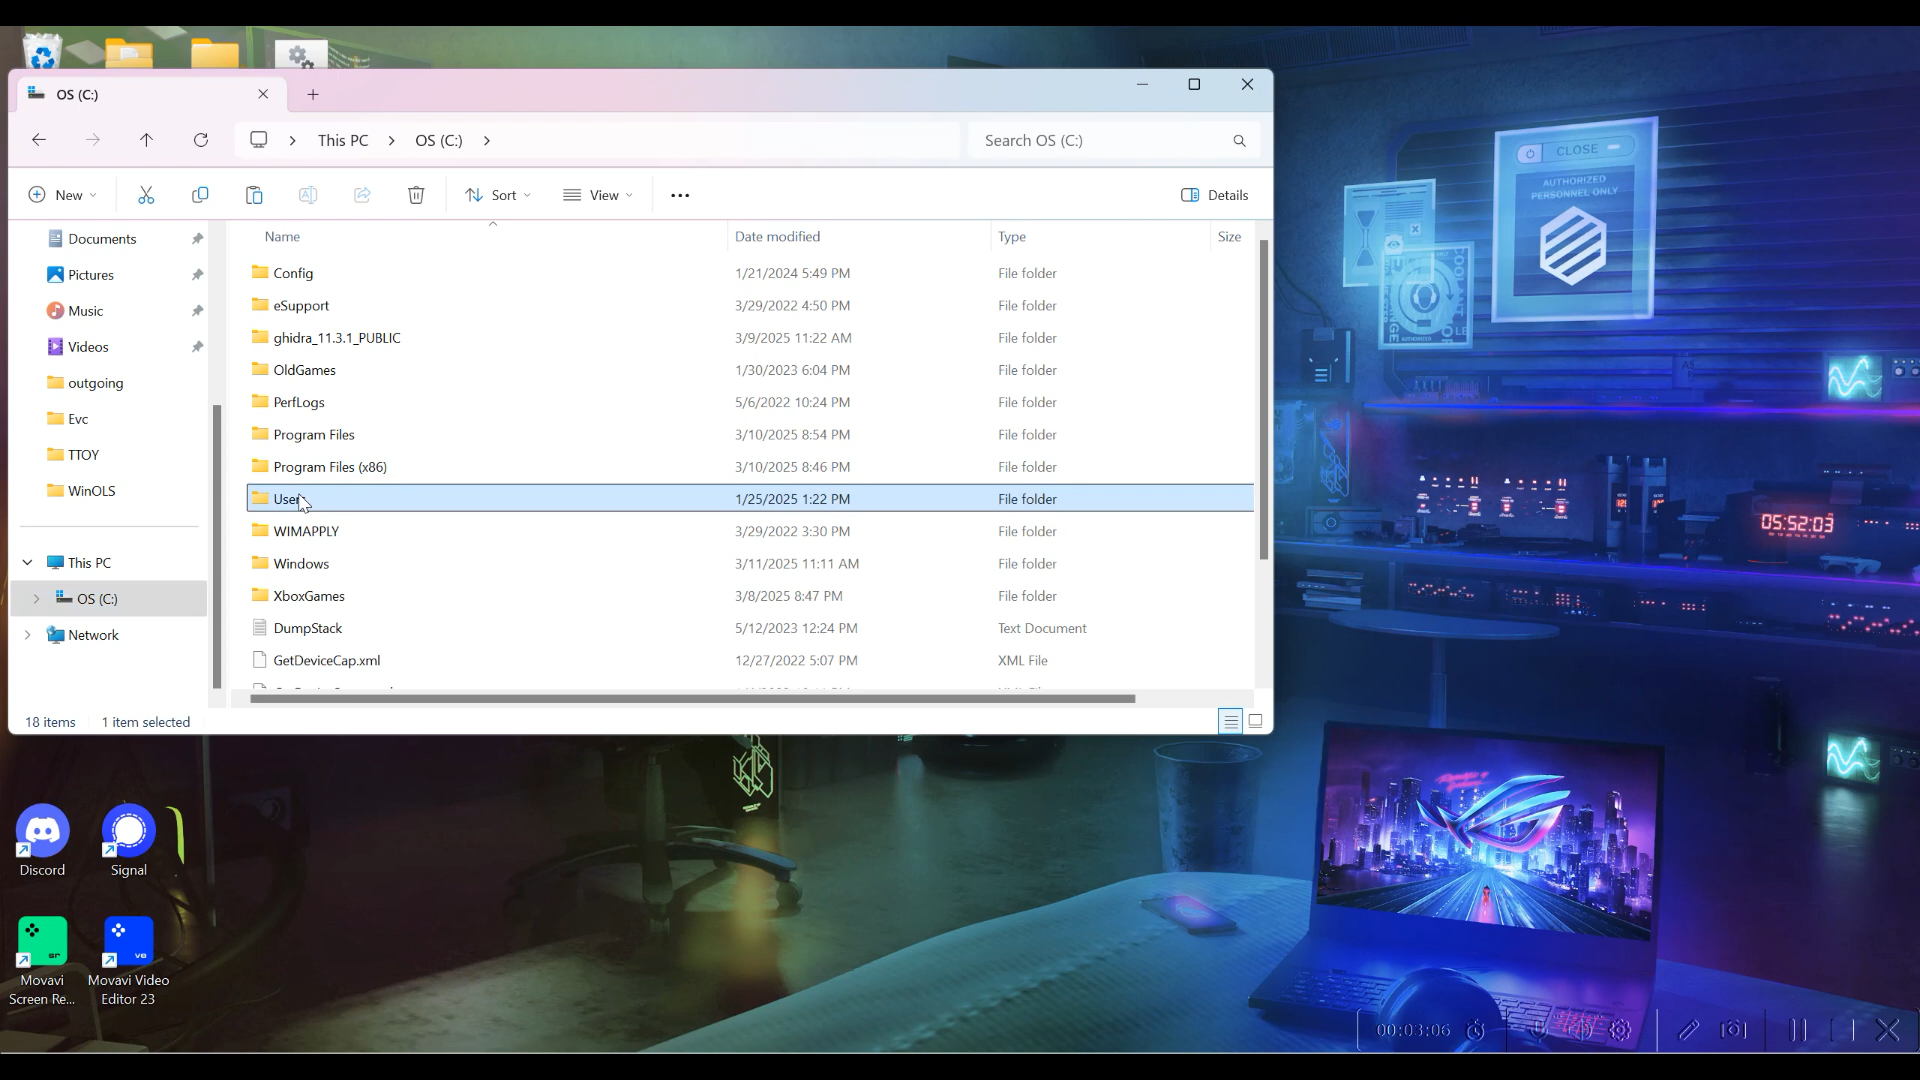 OS (C:)
This PC
OS (C:)
Search OS (C:)
New
Sort
View
Details
Documents
Pictures
Music
Videos
outgoing
Evc
TTOY
WinOLS
This PC
OS (C:)
Network
Name Date modified Type Size
Config 1/21/2024 5:49 PM File folder
eSupport 3/29/2022 4:50 PM File folder
ghidra_11.3.1_PUBLIC 3/9/2025 11:22 AM File folder
OldGames 1/30/2023 6:04 PM File folder
PerfLogs 5/6/2022 10:24 PM File folder
Program Files 3/10/2025 8:54 PM File folder
Program Files (x86) 3/10/2025 8:46 PM File folder
Users 1/25/2025 1:22 PM File folder
WIMAPPLY 3/29/2022 3:30 PM File folder
Windows 3/11/2025 11:11 AM File folder
XboxGames 3/8/2025 8:47 PM File folder
DumpStack 5/12/2023 12:24 PM Text Document
GetDeviceCap.xml 12/27/2022 5:07 PM XML File
18 items 1 item selected
CLOSE
AUTHORIZED
PERSONNEL ONLY
05:52:03
Discord
Signal
Movavi
Screen Re...
Movavi Video
Editor 23
00:03:06